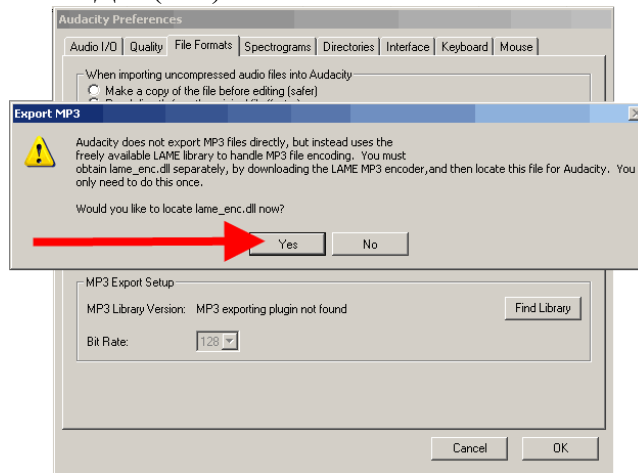 Audacity Preferences
Audio I/O Quality File Formats Spectrograms Directories Interface Keyboard Mouse
When importing uncompressed audio files into Audacity
Make a copy of the file before editing (safer)
Export MP3
Audacity does not export MP3 files directly, but instead uses the
freely available LAME library to handle MP3 file encoding. You must
obtain lame_enc.dll separately, by downloading the LAME MP3 encoder,and then locate this file for Audacity. You
only need to do this once.
Would you like to locate lame_enc.dll now?
Yes No
MP3 Export Setup
MP3 Library Version: MP3 exporting plugin not found Find Library
Bit Rate: 128
Cancel OK